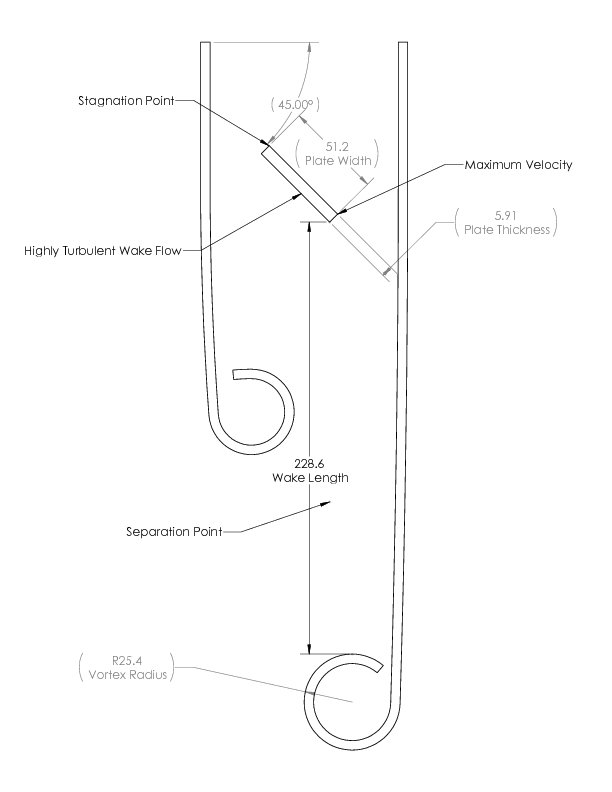 Stagnation Point
( 45.00° )
51.2
( Plate Width )
Maximum Velocity
5.91
( Plate Thickness )
Highly Turbulent Wake Flow
228.6
Wake Length
Separation Point
R25.4
( Vortex Radius )